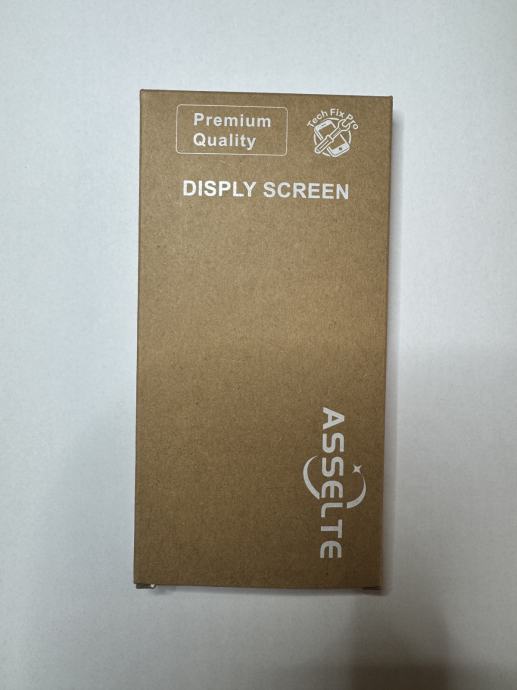 Premium
Quality
Tech Fix Pro
DISPLY SCREEN
ASSELTE